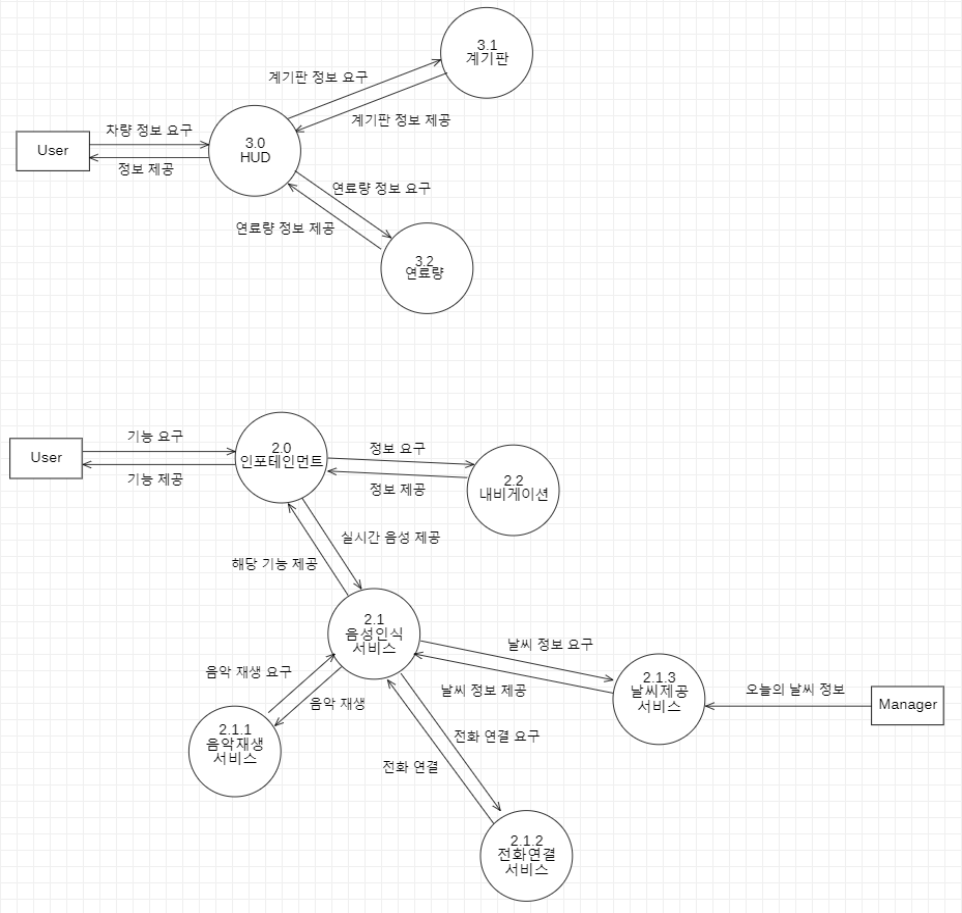 3.1
계기판
계기판 정보 요구
계기판 정보 제공
차량 정보 요구
User
3.0
HUD
정보 제공
연료량 정보 요구
연료량 정보 제공
3.2
연료량
기능 요구
User
2.0
인포테인먼트
기능 제공
정보 요구
정보 제공
2.2
내비게이션
실시간 음성 제공
해당 기능 제공
2.1
음성인식
서비스
날씨 정보 요구
날씨 정보 제공
2.1.3
날씨제공
서비스
오늘의 날씨 정보
Manager
음악 재생 요구
음악 재생
2.1.1
음악재생
서비스
전화 연결 요구
전화 연결
2.1.2
전화연결
서비스